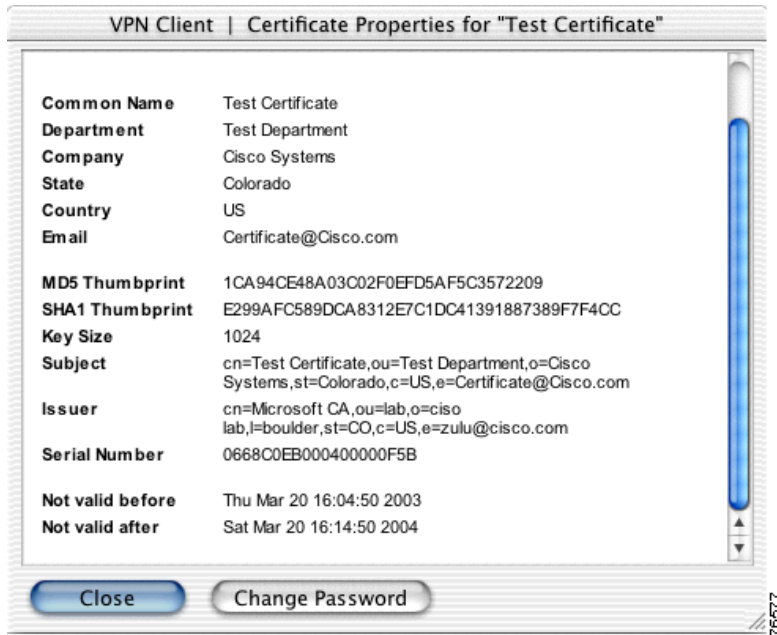 VPN Client | Certificate Properties for "Test Certificate"
Common Name Test Certificate
Department Test Department
Company Cisco Systems
State Colorado
Country US
Email Certificate@Cisco.com
MD5 Thumbprint 1CA94CE48A03C02F0EFD5AF5C3572209
SHA1 Thumbprint E299AFC589DCA8312E7C1DC41391887389F7F4CC
Key Size 1024
Subject cn=Test Certificate,ou=Test Department,o=Cisco
Systems,st=Colorado,c=US,e=Certificate@Cisco.com
Issuer cn=Microsoft CA,ou=lab,o=ciso
lab,l=boulder,st=CO,c=US,e=zulu@cisco.com
Serial Number 0668C0EB000400000F5B
Not valid before Thu Mar 20 16:04:50 2003
Not valid after Sat Mar 20 16:14:50 2004
Close Change Password
76577